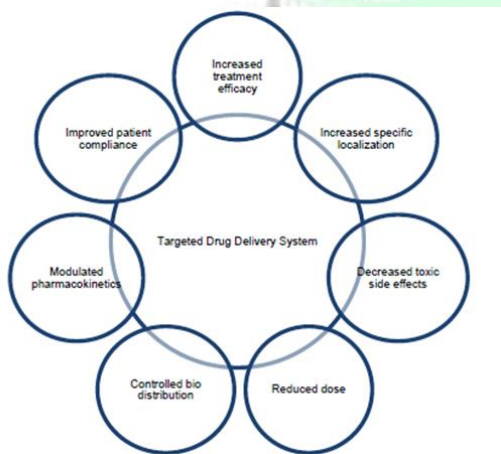 Increased
treatment
efficacy
Improved patient
compliance
Increased specific
localization
Targeted Drug Delivery System
Modulated
pharmacokinetics
Decreased toxic
side effects
Controlled bio
distribution
Reduced dose